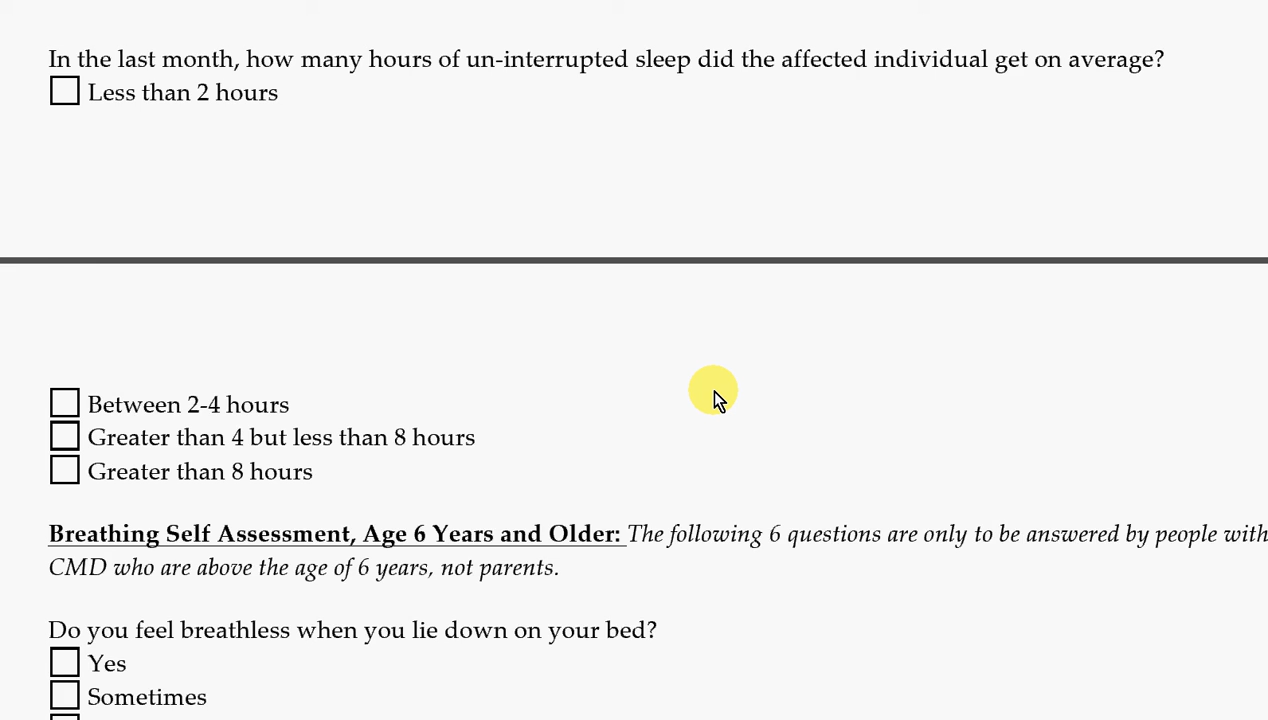 In the last month, how many hours of un-interrupted sleep did the affected individual get on average?
Less than 2 hours
Between 2-4 hours
Greater than 4 but less than 8 hours
Greater than 8 hours
Breathing Self Assessment, Age 6 Years and Older: The following 6 questions are only to be answered by people with
CMD who are above the age of 6 years, not parents.
Do you feel breathless when you lie down on your bed?
Yes
Sometimes